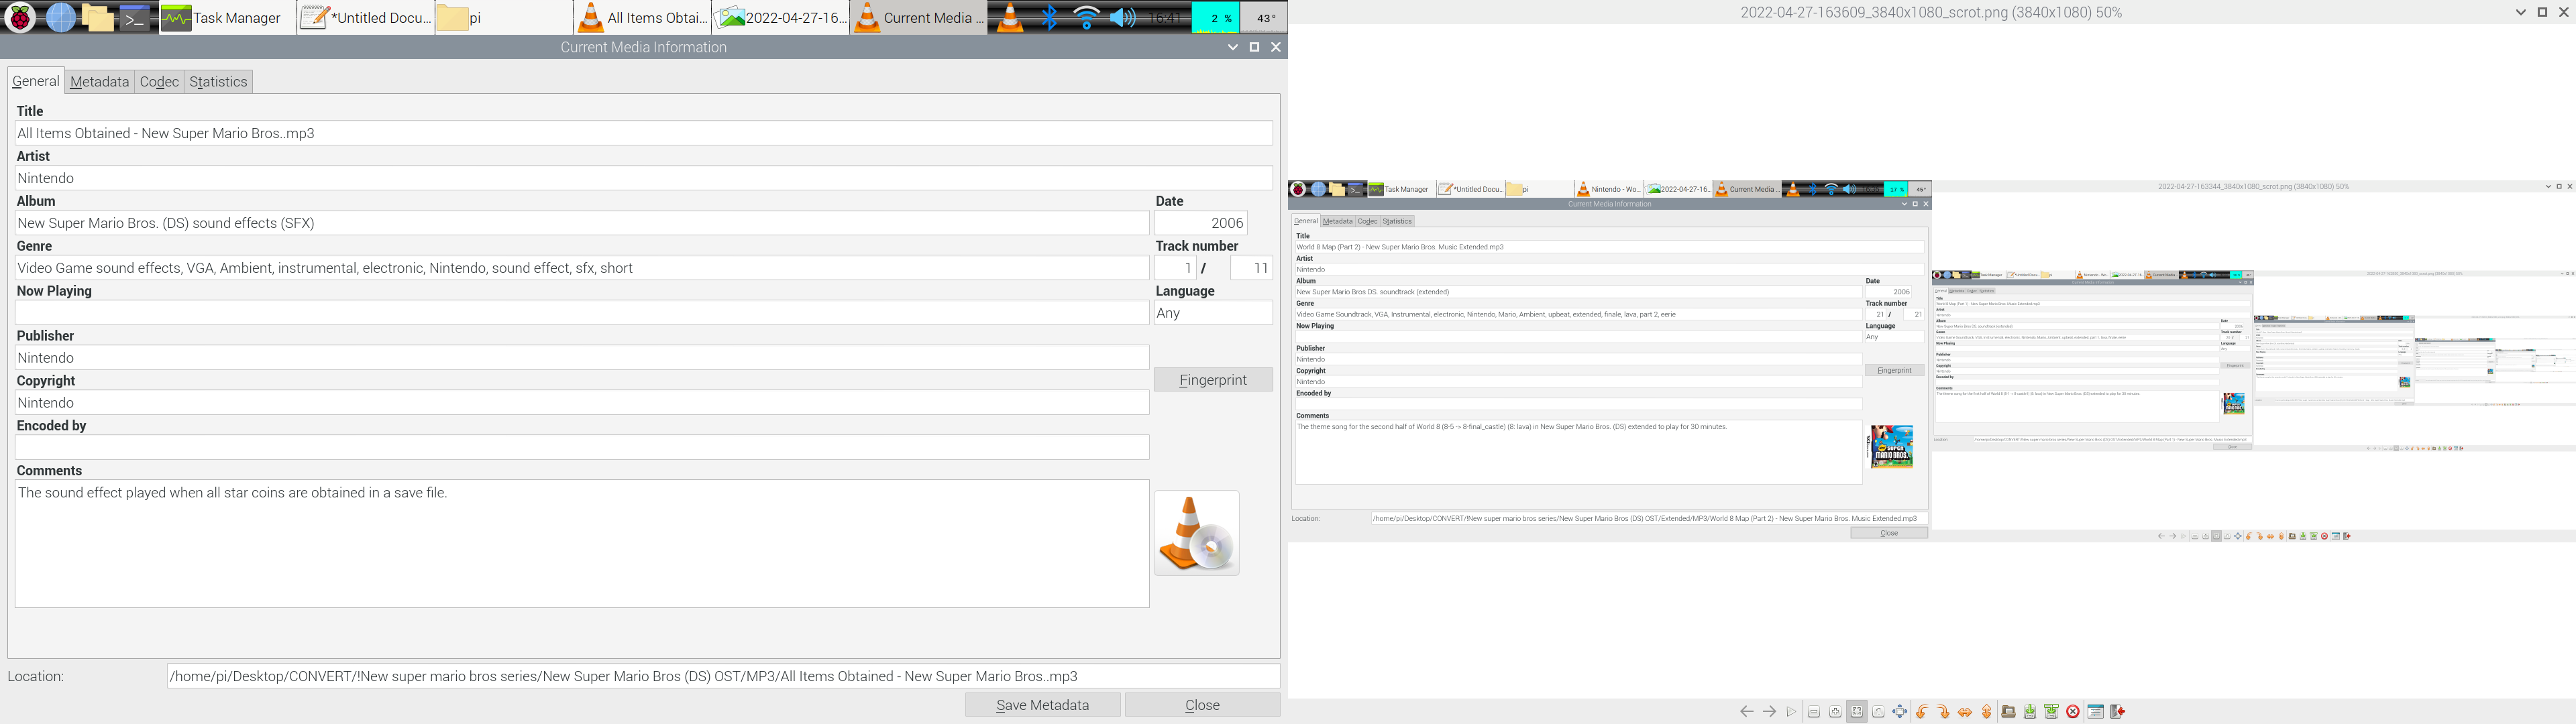 Task Manager
*Untitled Docu...
pi
All Items Obtai...
2022-04-27-16...
Current Media ...
16:41
2 %
43°
Current Media Information
General
Metadata
Codec
Statistics
Title
All Items Obtained - New Super Mario Bros..mp3
Artist
Nintendo
Album
Date
New Super Mario Bros. (DS) sound effects (SFX)
2006
Genre
Track number
Video Game sound effects, VGA, Ambient, instrumental, electronic, Nintendo, sound effect, sfx, short
1 / 11
Now Playing
Language
Any
Publisher
Nintendo
Copyright
Fingerprint
Nintendo
Encoded by
Comments
The sound effect played when all star coins are obtained in a save file.
Location:
/home/pi/Desktop/CONVERT/!New super mario bros series/New Super Mario Bros (DS) OST/MP3/All Items Obtained - New Super Mario Bros..mp3
Save Metadata
Close
2022-04-27-163609_3840x1080_scrot.png (3840x1080) 50%
Task Manager
*Untitled Docu...
pi
Nintendo - Wo...
2022-04-27-16...
Current Media ...
17 %
45°
Current Media Information
2022-04-27-163344_3840x1080_scrot.png (3840x1080) 50%
General
Metadata
Codec
Statistics
Title
World 8 Map (Part 2) - New Super Mario Bros. Music Extended.mp3
Artist
Nintendo
Album
Date
New Super Mario Bros DS. soundtrack (extended)
2006
Genre
Track number
Video Game Soundtrack, VGA, Instrumental, electronic, Nintendo, Mario, Ambient, upbeat, extended, finale, lava, part 2, eerie
21 / 21
Now Playing
Language
Any
Publisher
Nintendo
Copyright
Fingerprint
Nintendo
Encoded by
Comments
The theme song for the second half of World 8 (8-5 -> 8-final_castle) (8: lava) in New Super Mario Bros. (DS) extended to play for 30 minutes.
SUPER
MARIO BROS.
Location:
/home/pi/Desktop/CONVERT/!New super mario bros series/New Super Mario Bros (DS) OST/Extended/MP3/World 8 Map (Part 2) - New Super Mario Bros. Music Extended.mp3
Close